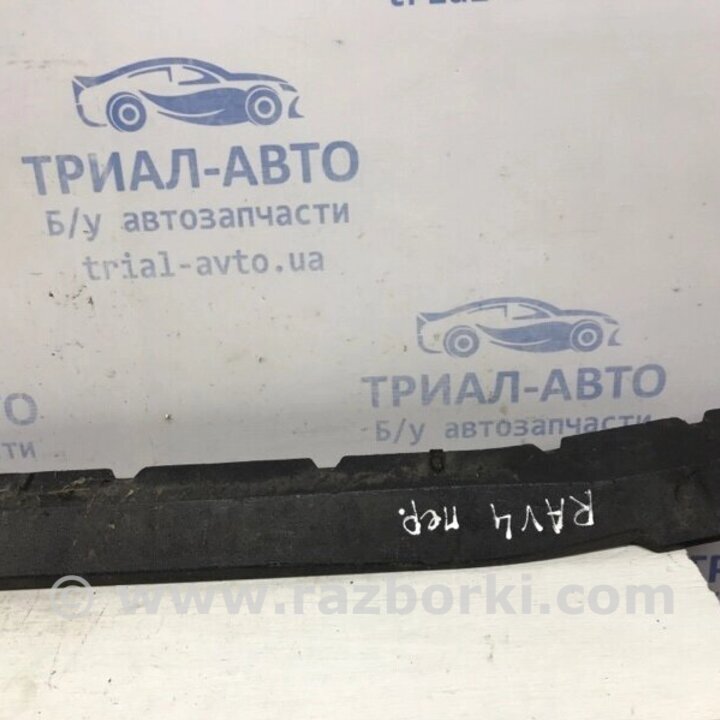 ТРИАЛ-АВТО
Б/у автозапчасти
trial-avto.ua
ТРИАЛ-АВТО
Б/у автозапчасти
RAV4 пер.
© www.razborki.com